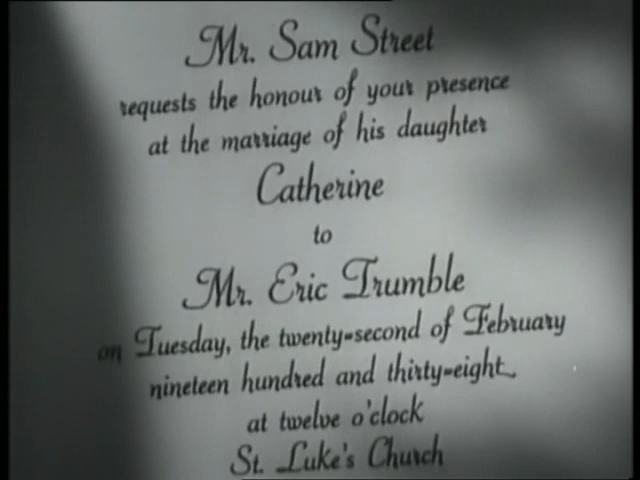 Mr. Sam Street
requests the honour of your presence
at the marriage of his daughter
Catherine
to
Mr. Eric Trumble
on Tuesday, the twenty-second of February
nineteen hundred and thirty-eight,
at twelve o'clock
St. Luke's Church